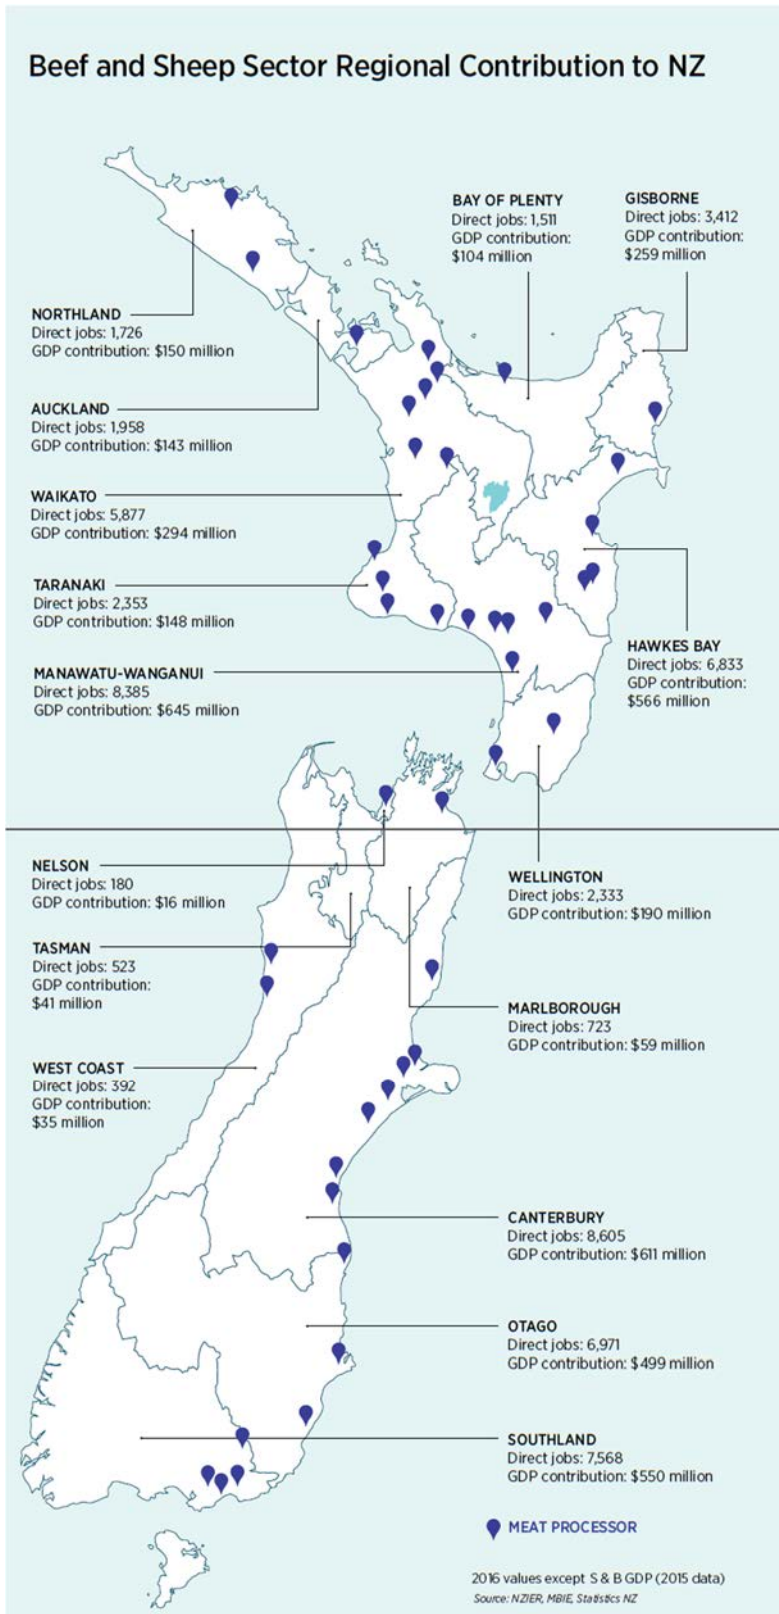 Beef and Sheep Sector Regional Contribution to NZ
BAY OF PLENTY
Direct jobs: 1,511
GDP contribution:
$104 million
GISBORNE
Direct jobs: 3,412
GDP contribution:
$259 million
NORTHLAND
Direct jobs: 1,726
GDP contribution: $150 million
AUCKLAND
Direct jobs: 1,958
GDP contribution: $143 million
WAIKATO
Direct jobs: 5,877
GDP contribution: $294 million
TARANAKI
Direct jobs: 2,353
GDP contribution: $148 million
MANAWATU-WANGANUI
Direct jobs: 8,385
GDP contribution: $645 million
HAWKES BAY
Direct jobs: 6,833
GDP contribution:
$566 million
NELSON
Direct jobs: 180
GDP contribution: $16 million
WELLINGTON
Direct jobs: 2,333
GDP contribution: $190 million
TASMAN
Direct jobs: 523
GDP contribution:
$41 million
MARLBOROUGH
Direct jobs: 723
GDP contribution: $59 million
WEST COAST
Direct jobs: 392
GDP contribution:
$35 million
CANTERBURY
Direct jobs: 8,605
GDP contribution: $611 million
OTAGO
Direct jobs: 6,971
GDP contribution: $499 million
SOUTHLAND
Direct jobs: 7,568
GDP contribution: $550 million
MEAT PROCESSOR
2016 values except S & B GDP (2015 data)
Source: NZIER, MBIE, Statistics NZ